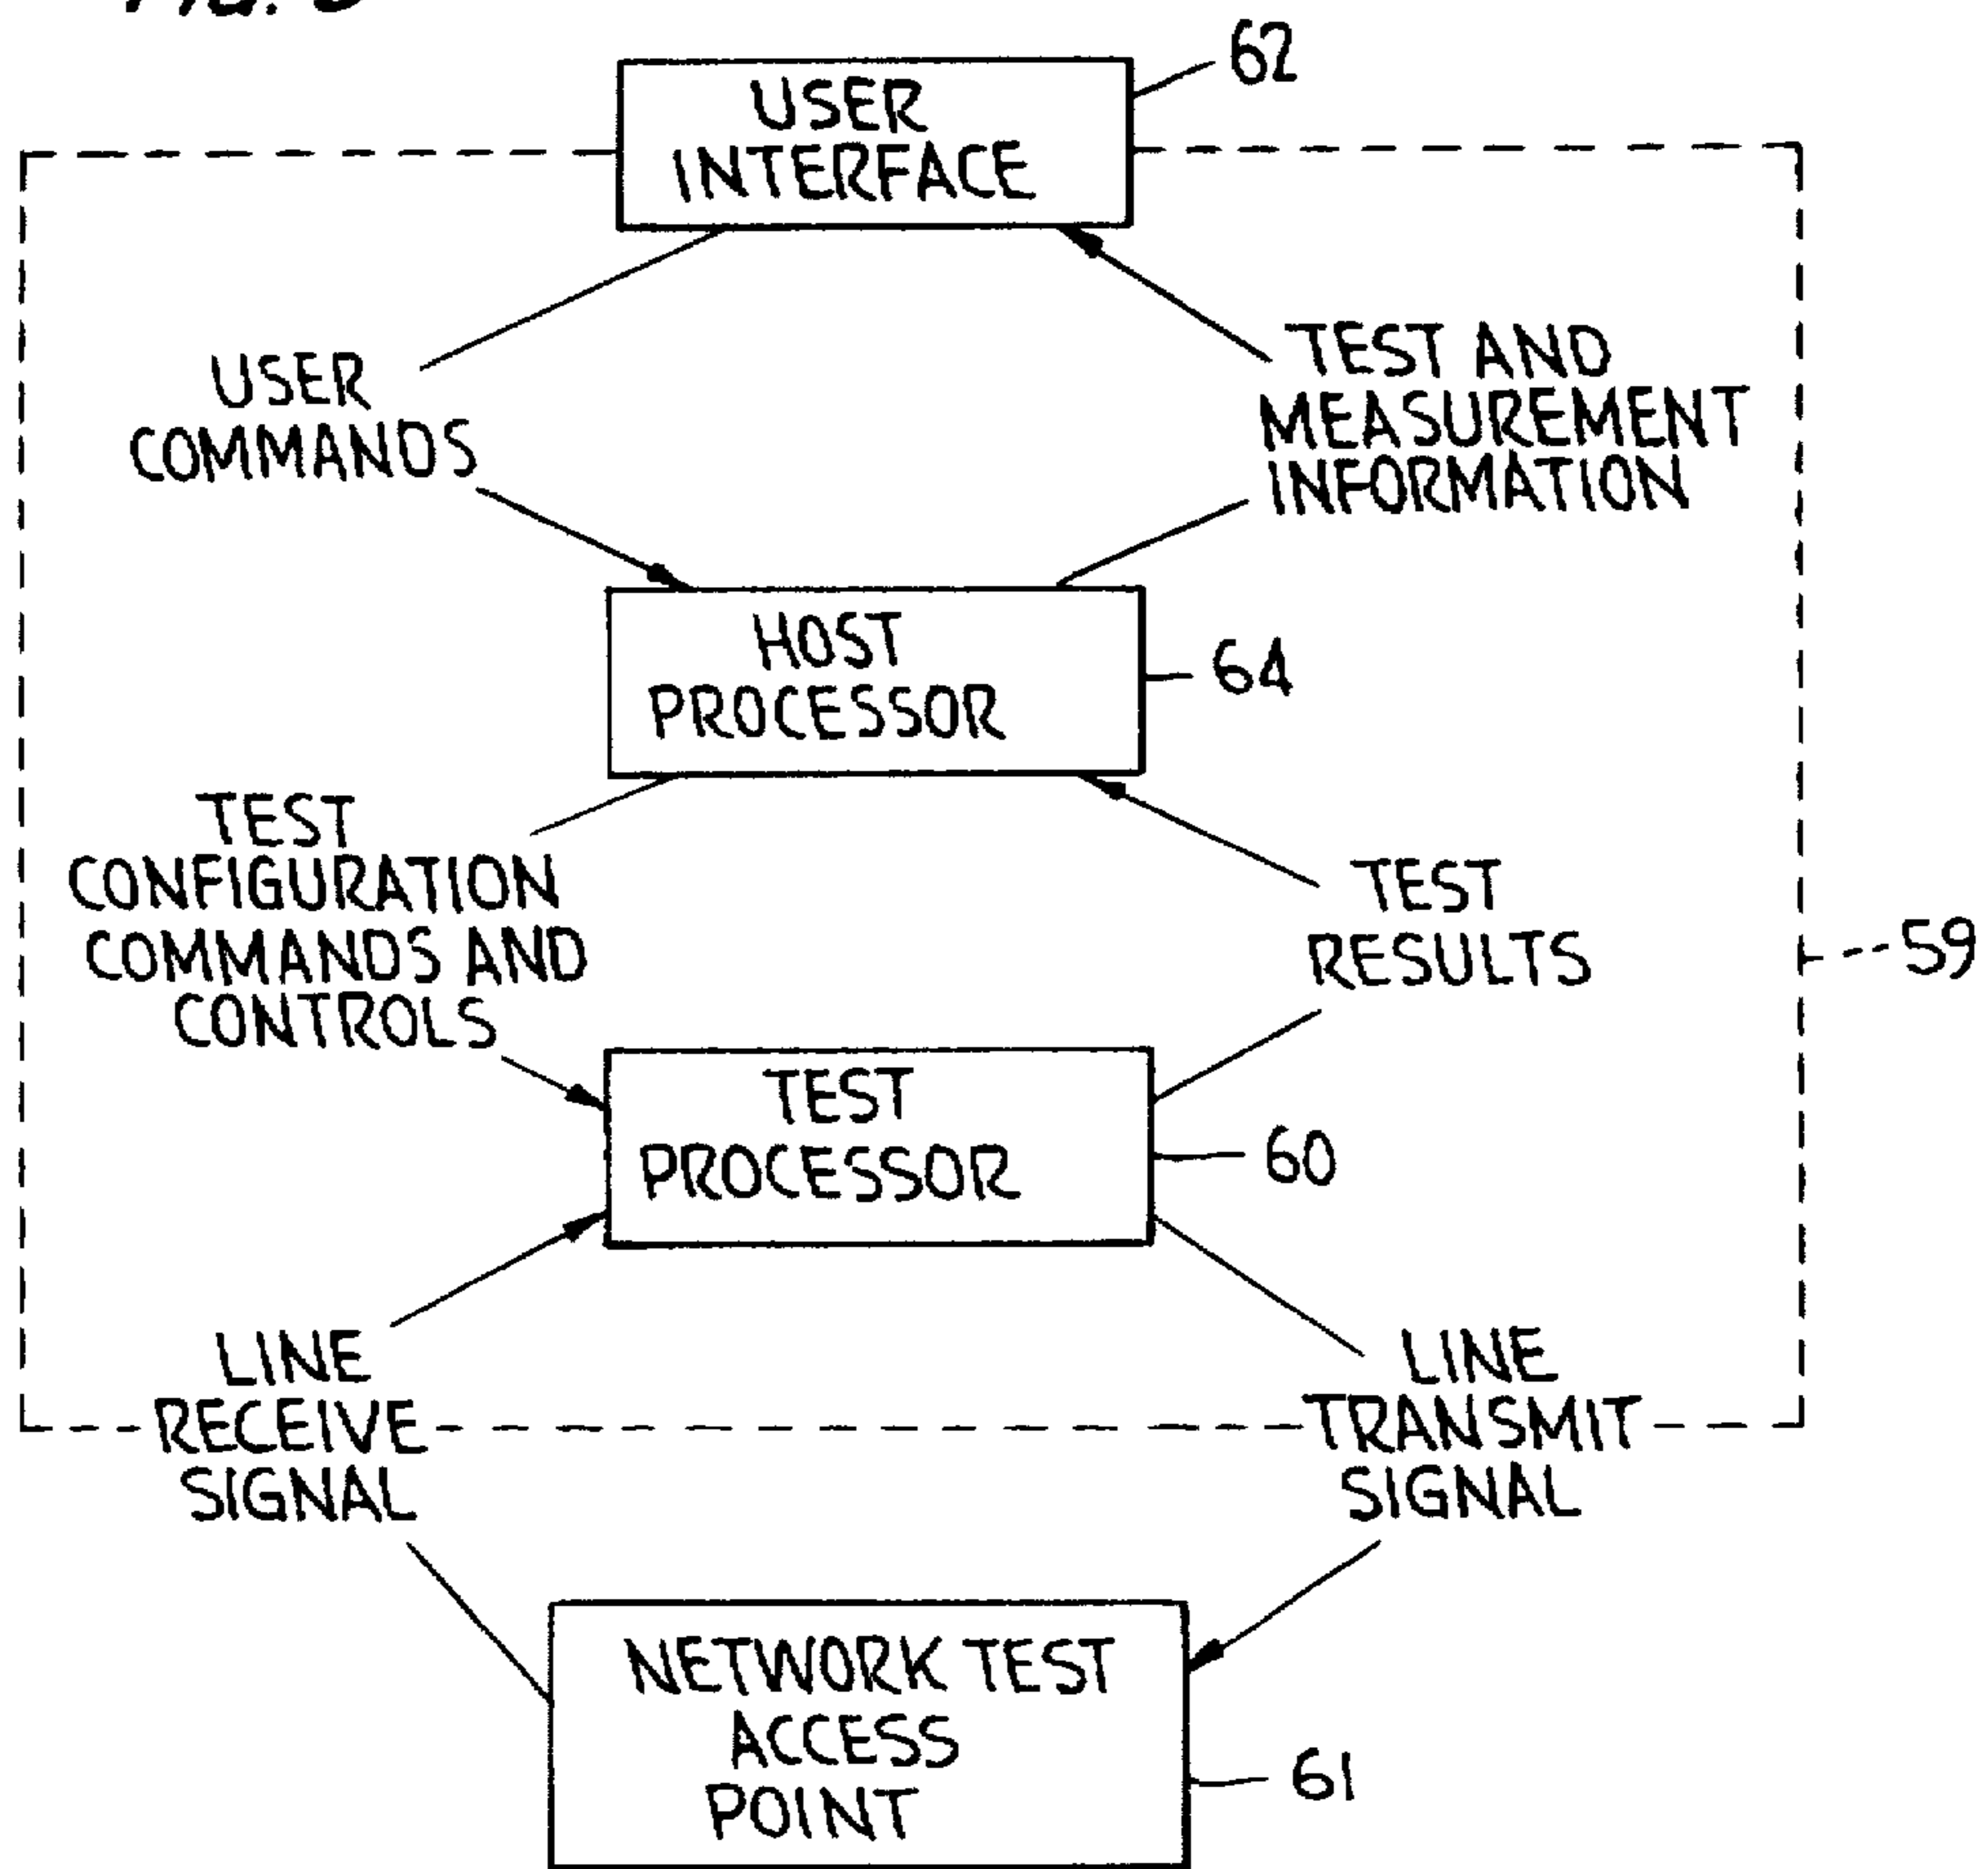 62
USER
INTERFACE
USER
COMMANDS
TEST AND
MEASUREMENT
INFORMATION
HOST
PROCESSOR
64
TEST
CONFIGURATION
COMMANDS AND
CONTROLS
TEST
RESULTS
59
TEST
PROCESSOR
60
LINE
RECEIVE
SIGNAL
LINE
TRANSMIT
SIGNAL
NETWORK TEST
ACCESS
POINT
61